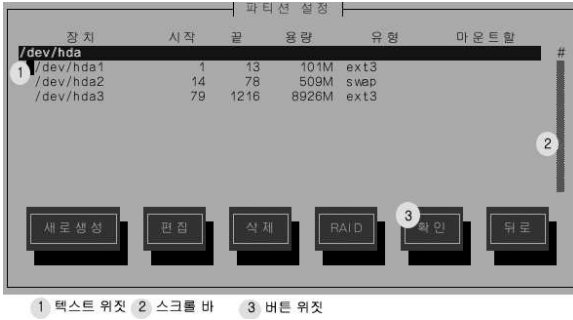 파티션 설정
장치 시작 끝 용량 유형 마운트할
/dev/hda #
/dev/hda1 1 13 101M ext3
1
/dev/hda2 14 78 509M swap
/dev/hda3 79 1216 8926M ext3
2
3
새로생성 편집 삭제 RAID 확인 뒤로
1 텍스트 위젯 2 스크롤 바 3 버튼 위젯